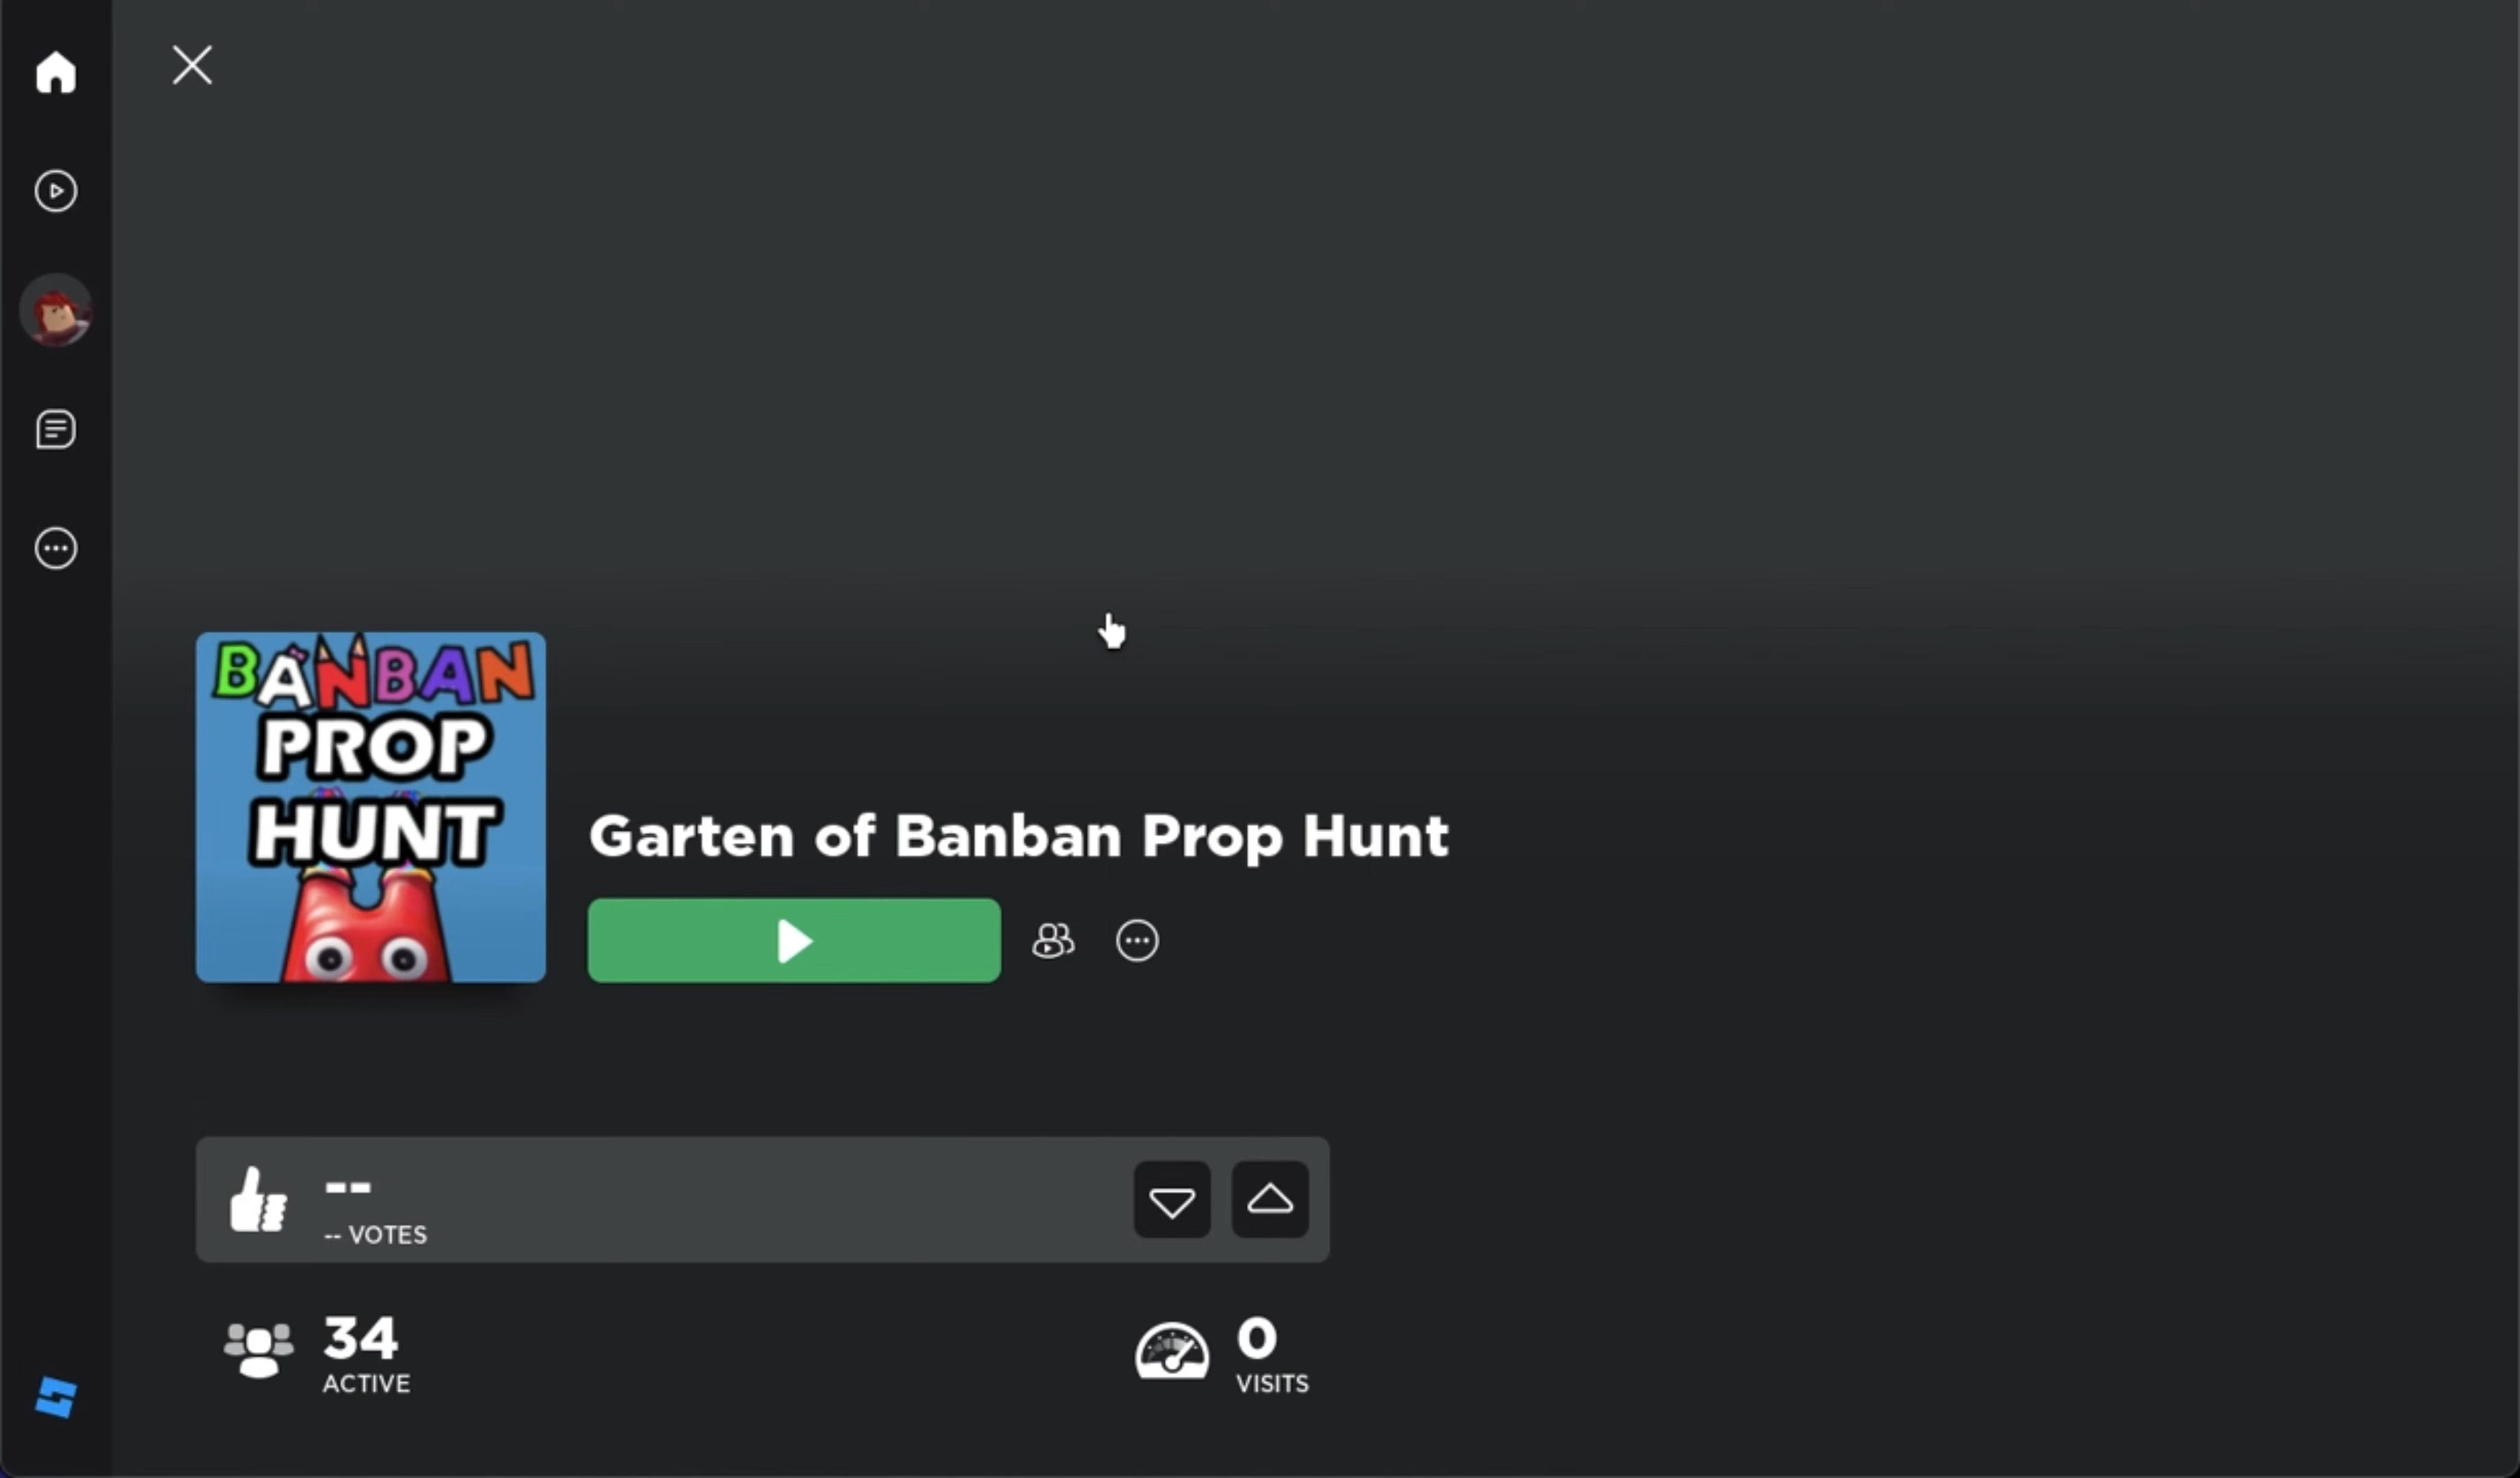 BANBAN
PROP
HUNT
Garten of Banban Prop Hunt
--
-- VOTES
34
ACTIVE
0
VISITS